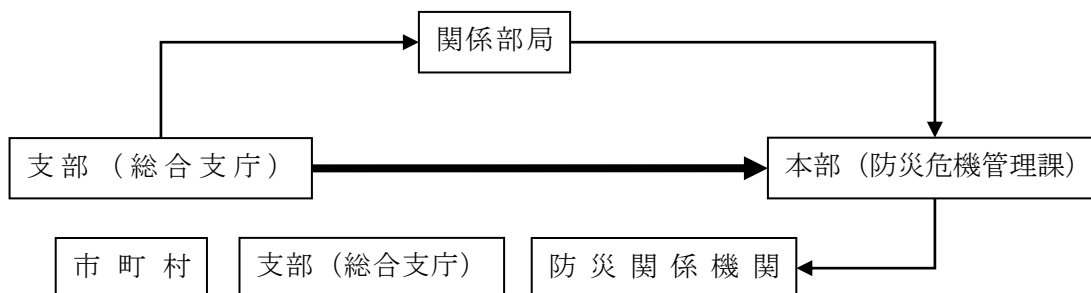 関係部局
支部（総合支庁）
本部（防災危機管理課）
市町村
支部（総合支庁）
防災関係機関